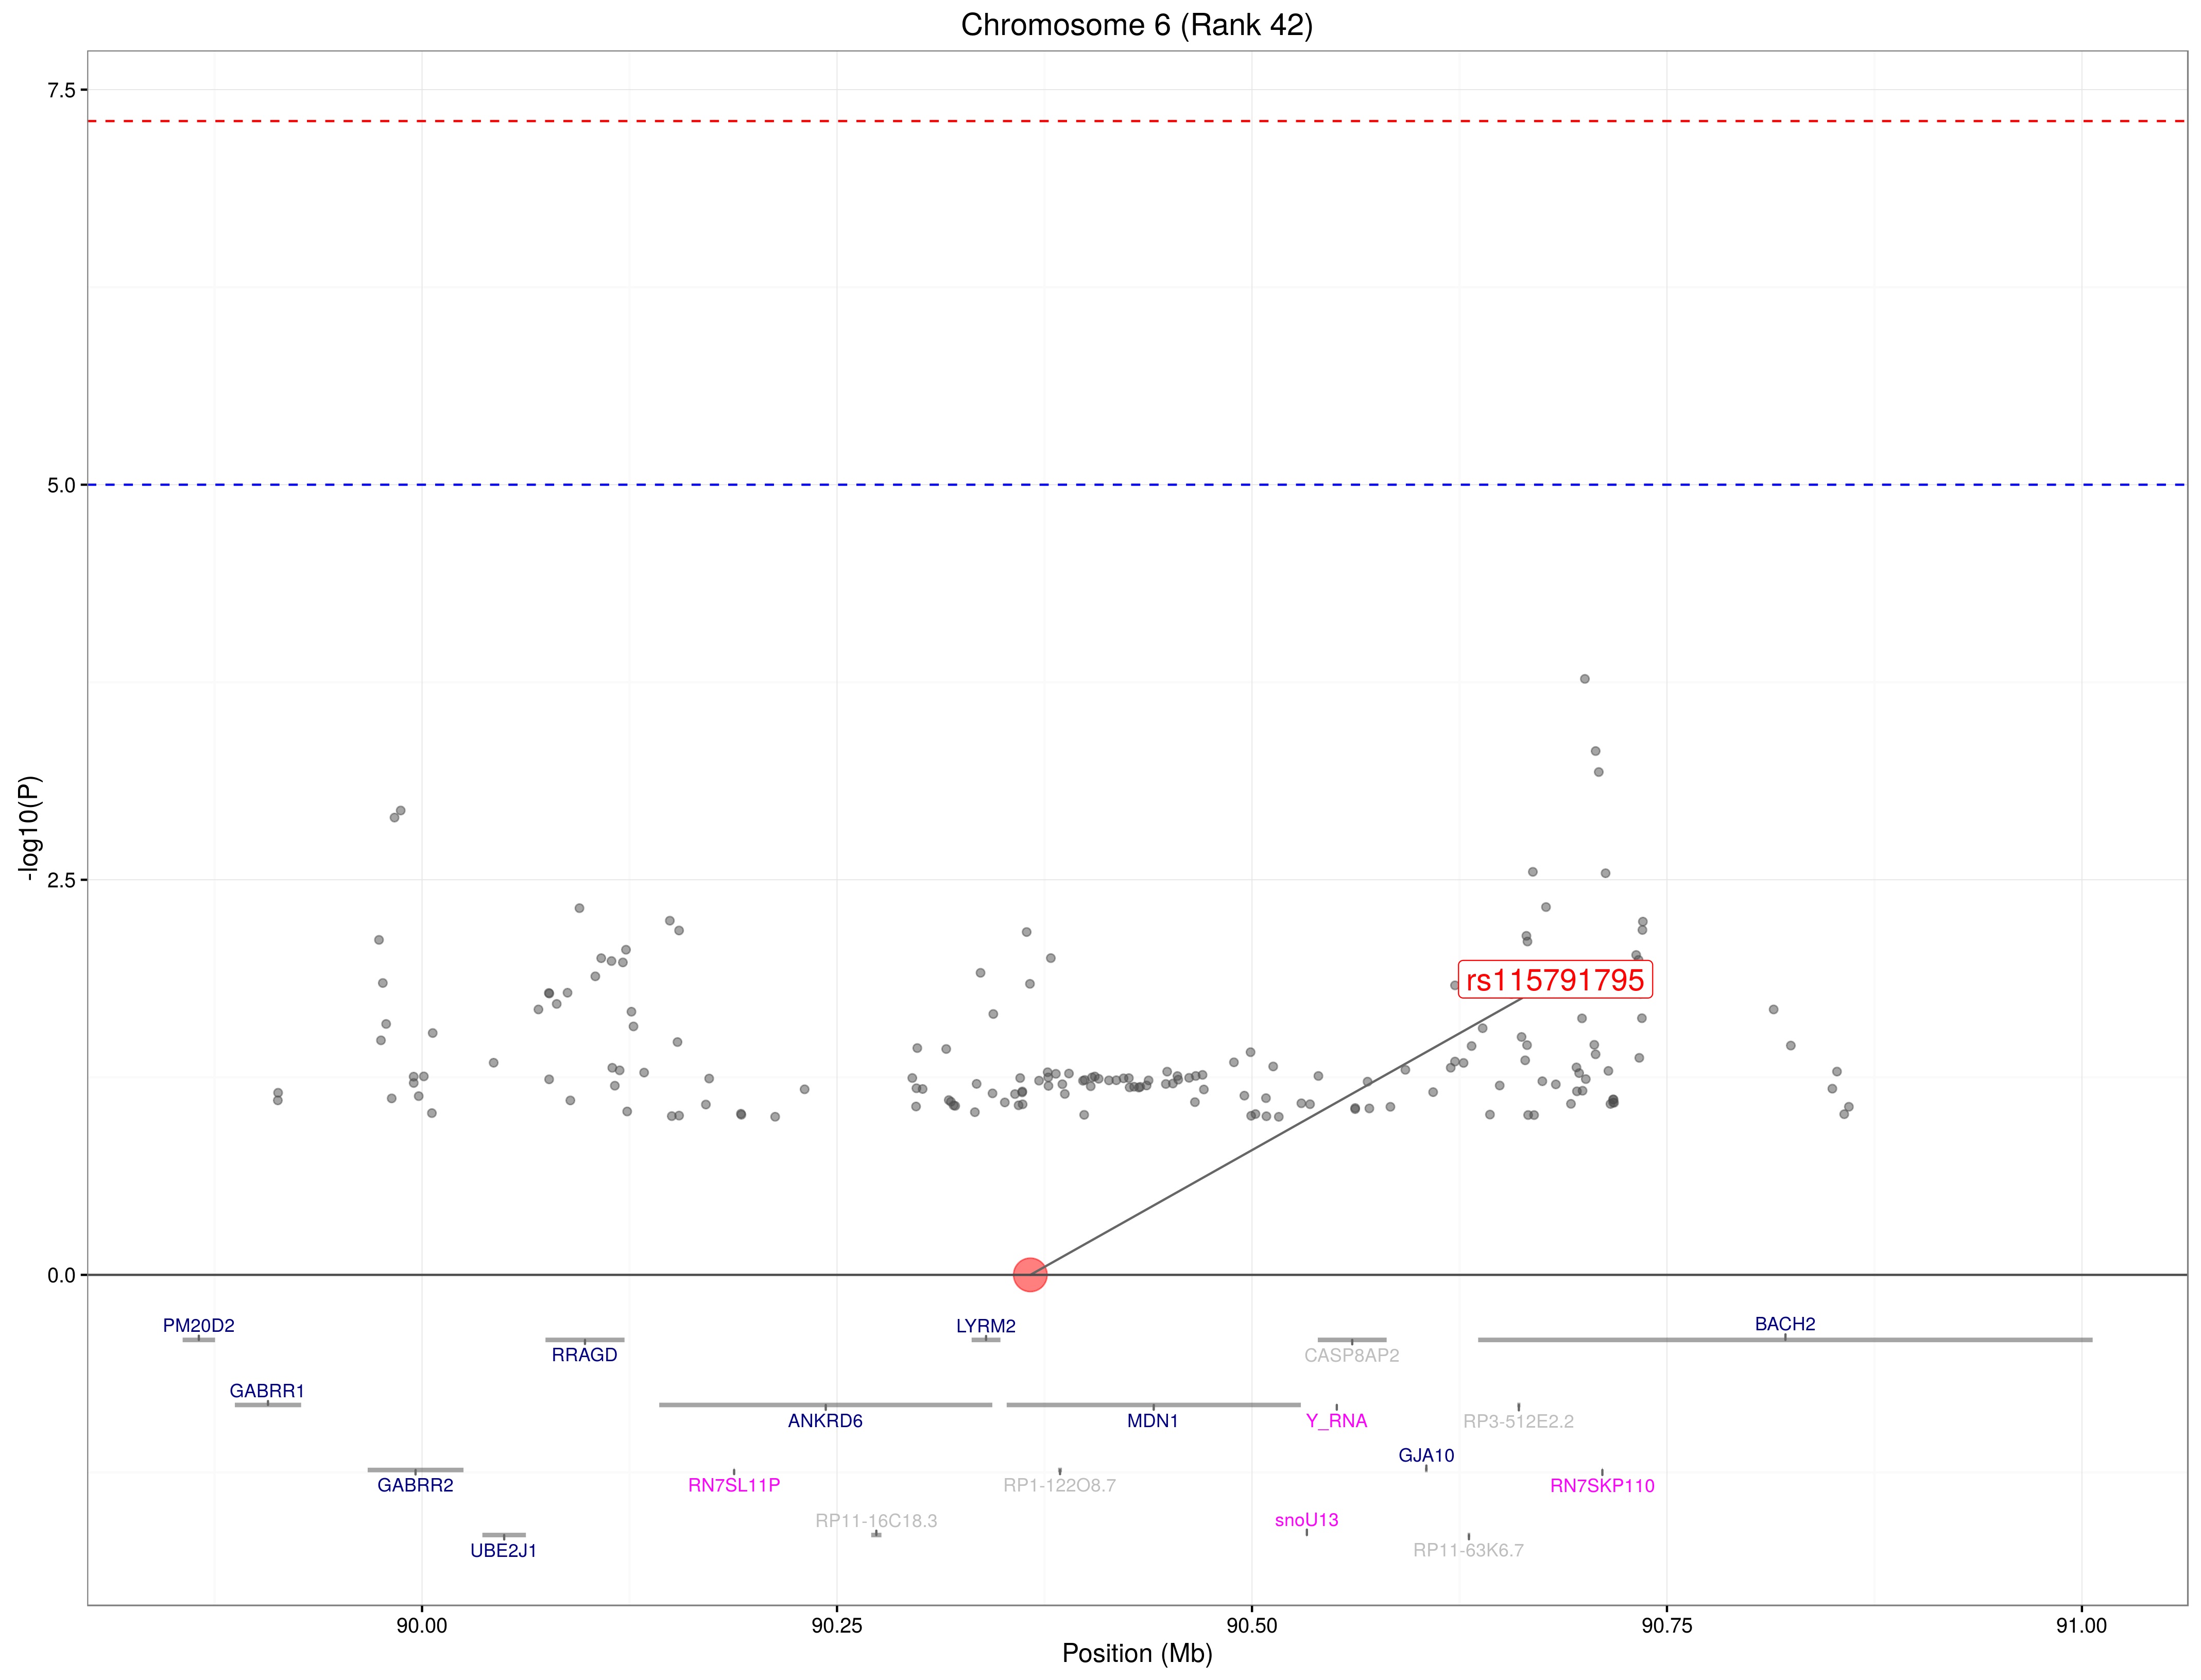 Chromosome 6 (Rank 42)
7.5
5.0
-log10(P)
2.5
rs115791795
0.0
PM20D2
LYRM2
BACH2
RRAGD
CASP8AP2
GABRR1
ANKRD6
MDN1
Y_RNA
RP3-512E2.2
GJA10
GABRR2
RN7SL11P
RP1-122O8.7
RN7SKP110
RP11-16C18.3
snoU13
UBE2J1
RP11-63K6.7
90.00
90.25
90.50
90.75
91.00
Position (Mb)